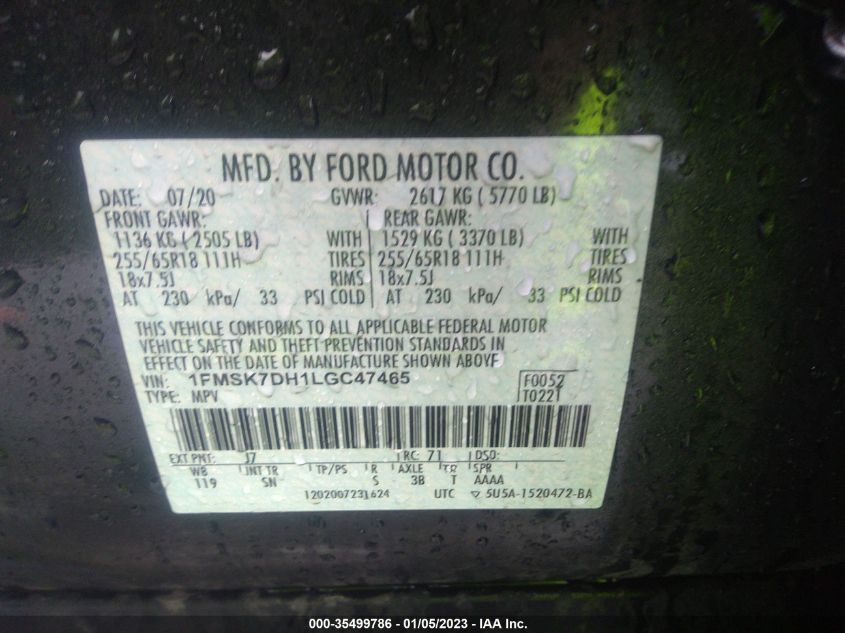 MFD. BY FORD MOTOR CO.
DATE: 07/20 GVWR: 2617 KG ( 5770 LB)
FRONT GAWR: REAR GAWR:
1136 KG ( 2505 LB) WITH 1529 KG ( 3370 LB) WITH
255/65R18 111H TIRES 255/65R18 111H TIRES
18x7.5J RIMS 18x7.5J RIMS
AT 230 kPa/ 33 PSI COLD AT 230 kPa/ 33 PSI COLD
THIS VEHICLE CONFORMS TO ALL APPLICABLE FEDERAL MOTOR
VEHICLE SAFETY AND THEFT PREVENTION STANDARDS IN
EFFECT ON THE DATE OF MANUFACTURE SHOWN ABOVE
VIN: 1FMSK7DH1LGC47465 F0052
TYPE: MPV T0221
EXT PNT: J7 RC: 71 DSO:
WB INT TR TP/PS R AXLE TR SPR
119 SN S 3B T AAAA
1202007231624 UTC ▽ 5U5A-1520472-BA
000-35499786 - 01/05/2023 - IAA Inc.